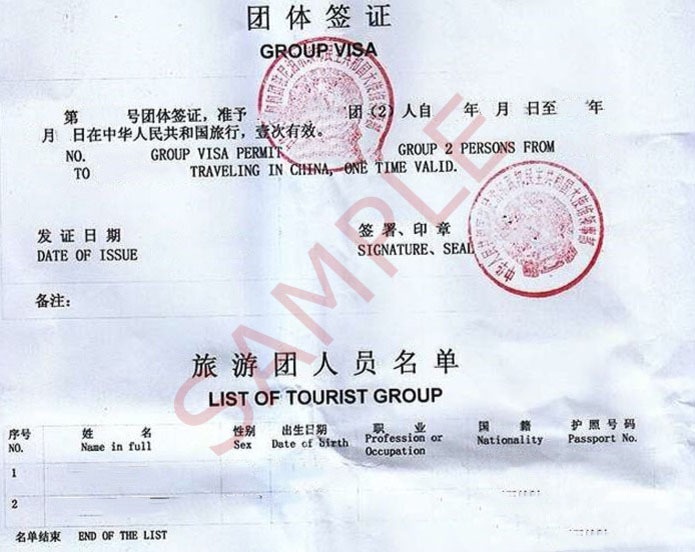 团体签证
GROUP VISA
第 号团体签证，准予 团（2）人自 年 月 日至 年
月 日在中华人民共和国旅行，壹次有效。
NO. GROUP VISA PERMIT GROUP 2 PERSONS FROM
TO TRAVELING IN CHINA, ONE TIME VALID.
发证日期 签署、印章
DATE OF ISSUE SIGNATURE、SEAL
备注：
SAMPLE
旅游团人员名单
LIST OF TOURIST GROUP
序号 姓 名 性别 出生日期 职 业 国 籍 护照号码
NO. Name in full Sex Date of birth Profession or Occupation Nationality Passport No.
1
2
名单结束 END OF THE LIST